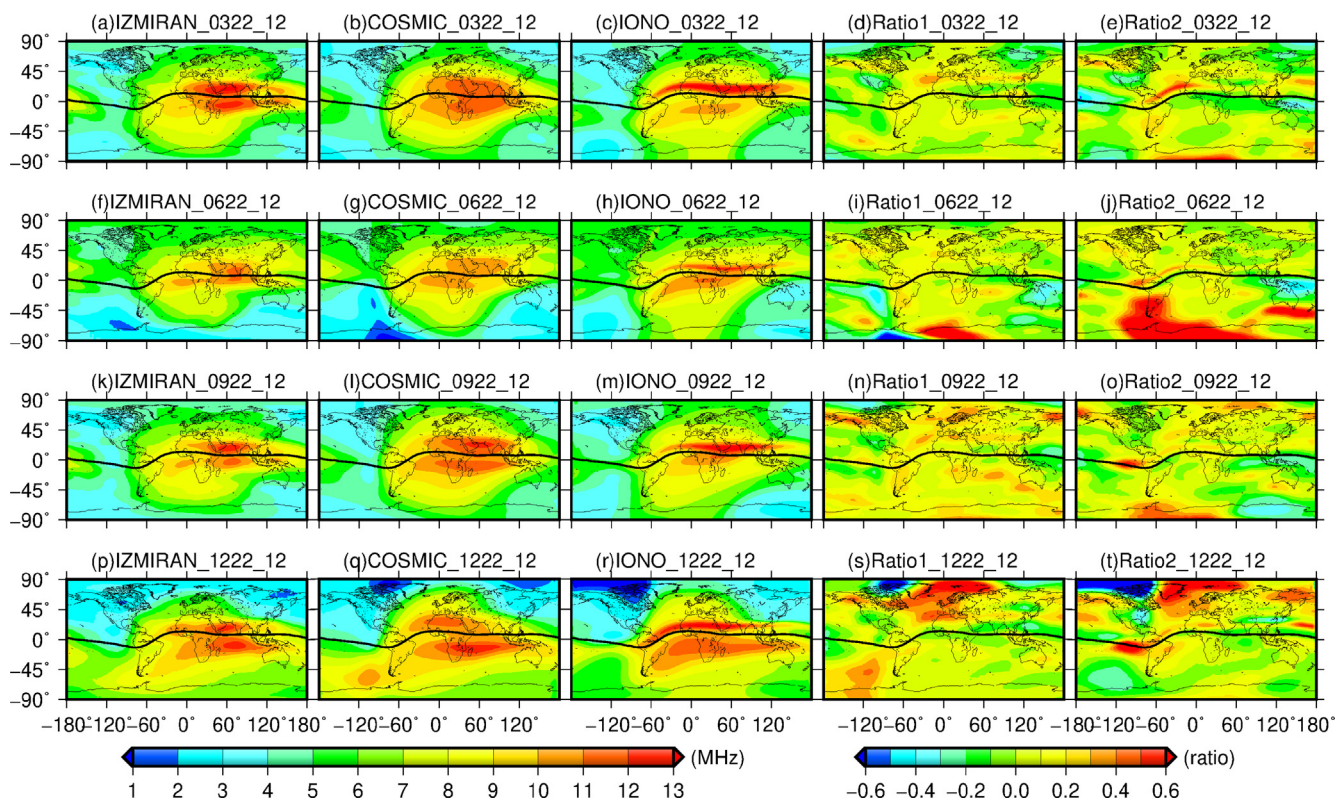 (a)IZMIRAN_0322_12 (b)COSMIC_0322_12 (c)IONO_0322_12 (d)Ratio1_0322_12 (e)Ratio2_0322_12
90°
45°
0°
−45°
−90°
(f)IZMIRAN_0622_12 (g)COSMIC_0622_12 (h)IONO_0622_12 (i)Ratio1_0622_12 (j)Ratio2_0622_12
90°
45°
0°
−45°
−90°
(k)IZMIRAN_0922_12 (l)COSMIC_0922_12 (m)IONO_0922_12 (n)Ratio1_0922_12 (o)Ratio2_0922_12
90°
45°
0°
−45°
−90°
(p)IZMIRAN_1222_12 (q)COSMIC_1222_12 (r)IONO_1222_12 (s)Ratio1_1222_12 (t)Ratio2_1222_12
90°
45°
0°
−45°
−90°
−180−120−60° 0° 60° 120° 180−120−60° 0° 60° 120° 180−120−60° 0° 60° 120° 180−120−60° 0° 60° 120° 180−120−60° 0° 60° 120° 180°
(MHz) (ratio)
1 2 3 4 5 6 7 8 9 10 11 12 13 −0.6 −0.4 −0.2 0.0 0.2 0.4 0.6